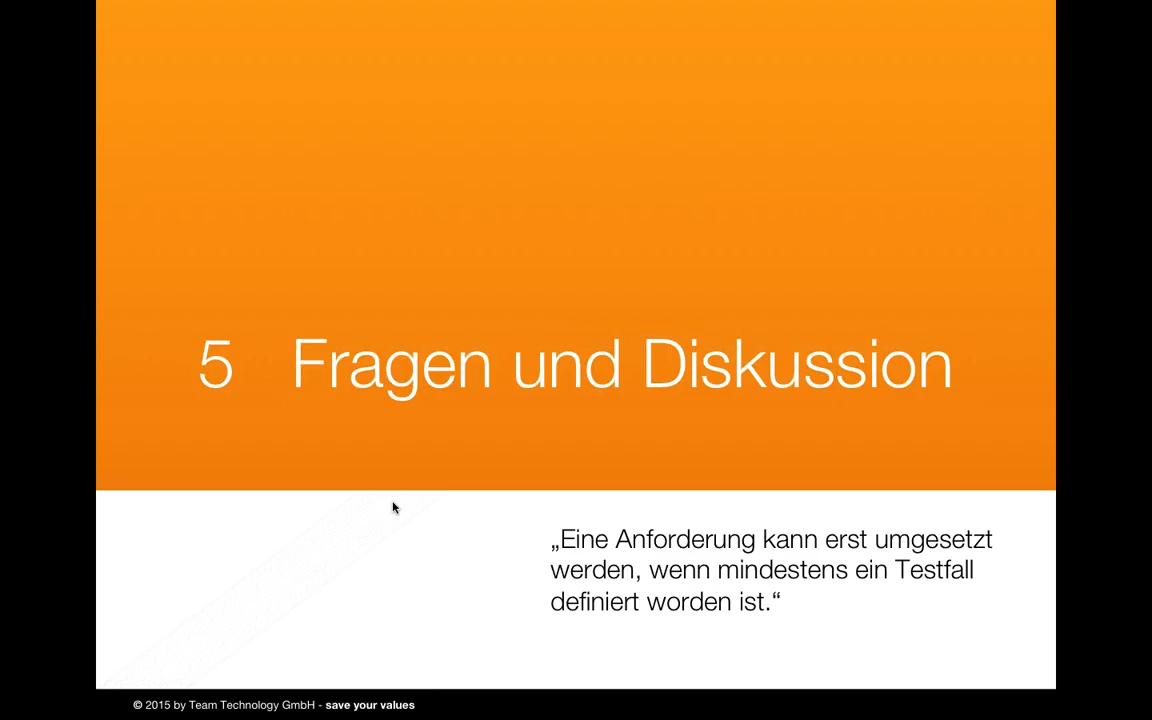 5 Fragen und Diskussion
„Eine Anforderung kann erst umgesetzt
werden, wenn mindestens ein Testfall
definiert worden ist.“
© 2015 by Team Technology GmbH - save your values